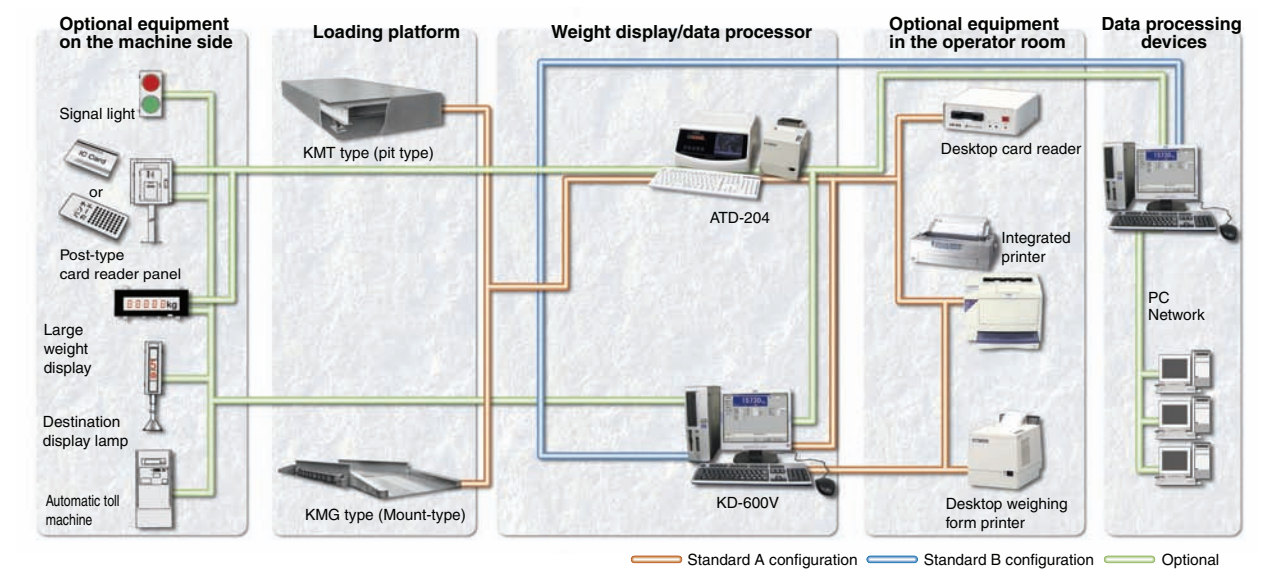 Optional equipment
on the machine side
Loading platform
Weight display/data processor
Optional equipment
in the operator room
Data processing
devices
Signal light
IC Card
or
Post-type
card reader panel
Large
weight
display
kg
Destination
display lamp
Automatic toll
machine
KMT type (pit type)
KMG type (Mount-type)
ATD-204
15730
KD-600V
Desktop card reader
Integrated
printer
Desktop weighing
form printer
15730
PC
Network
Standard A configuration
Standard B configuration
Optional